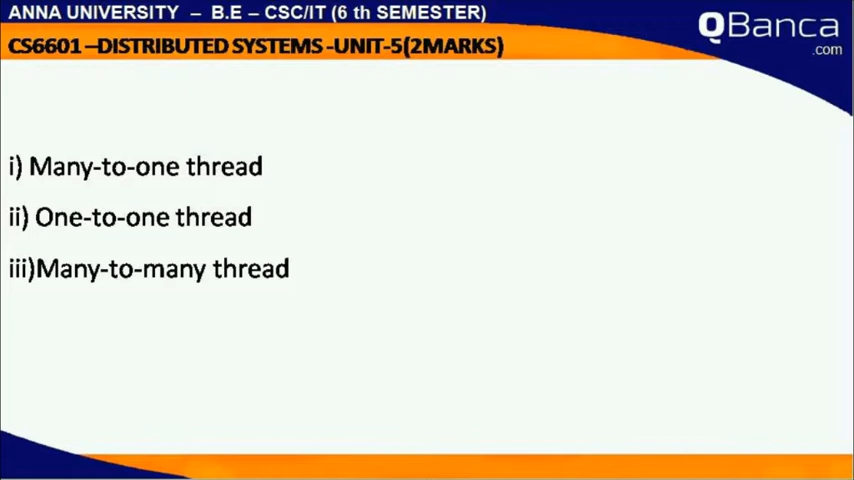 ANNA UNIVERSITY – B.E – CSC/IT (6 th SEMESTER)
CS6601 –DISTRIBUTED SYSTEMS -UNIT-5(2MARKS)
QBanca
.com
i) Many-to-one thread
ii) One-to-one thread
iii)Many-to-many thread